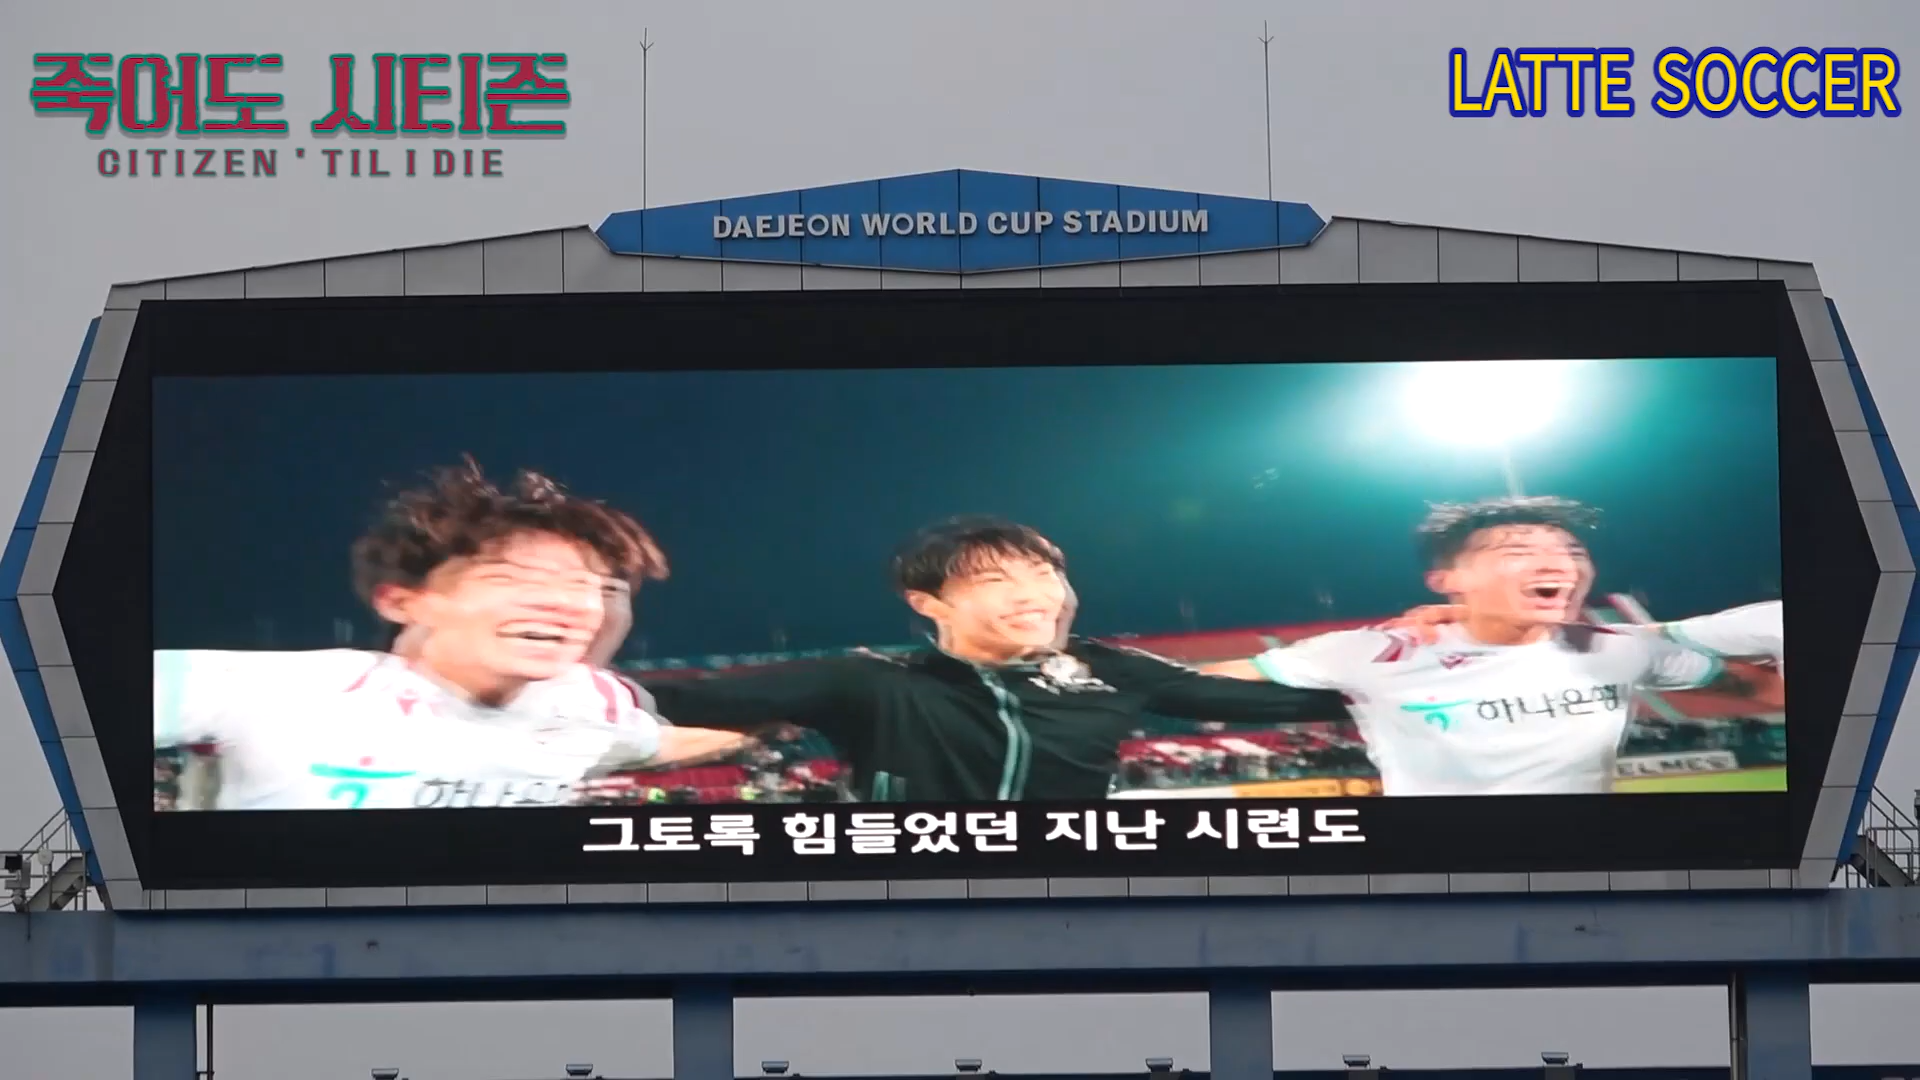 죽어도 시티즌
CITIZEN 'TIL I DIE
LATTE SOCCER
DAEJEON WORLD CUP STADIUM
하나은행
ELMES
그토록 힘들었던 지난 시련도